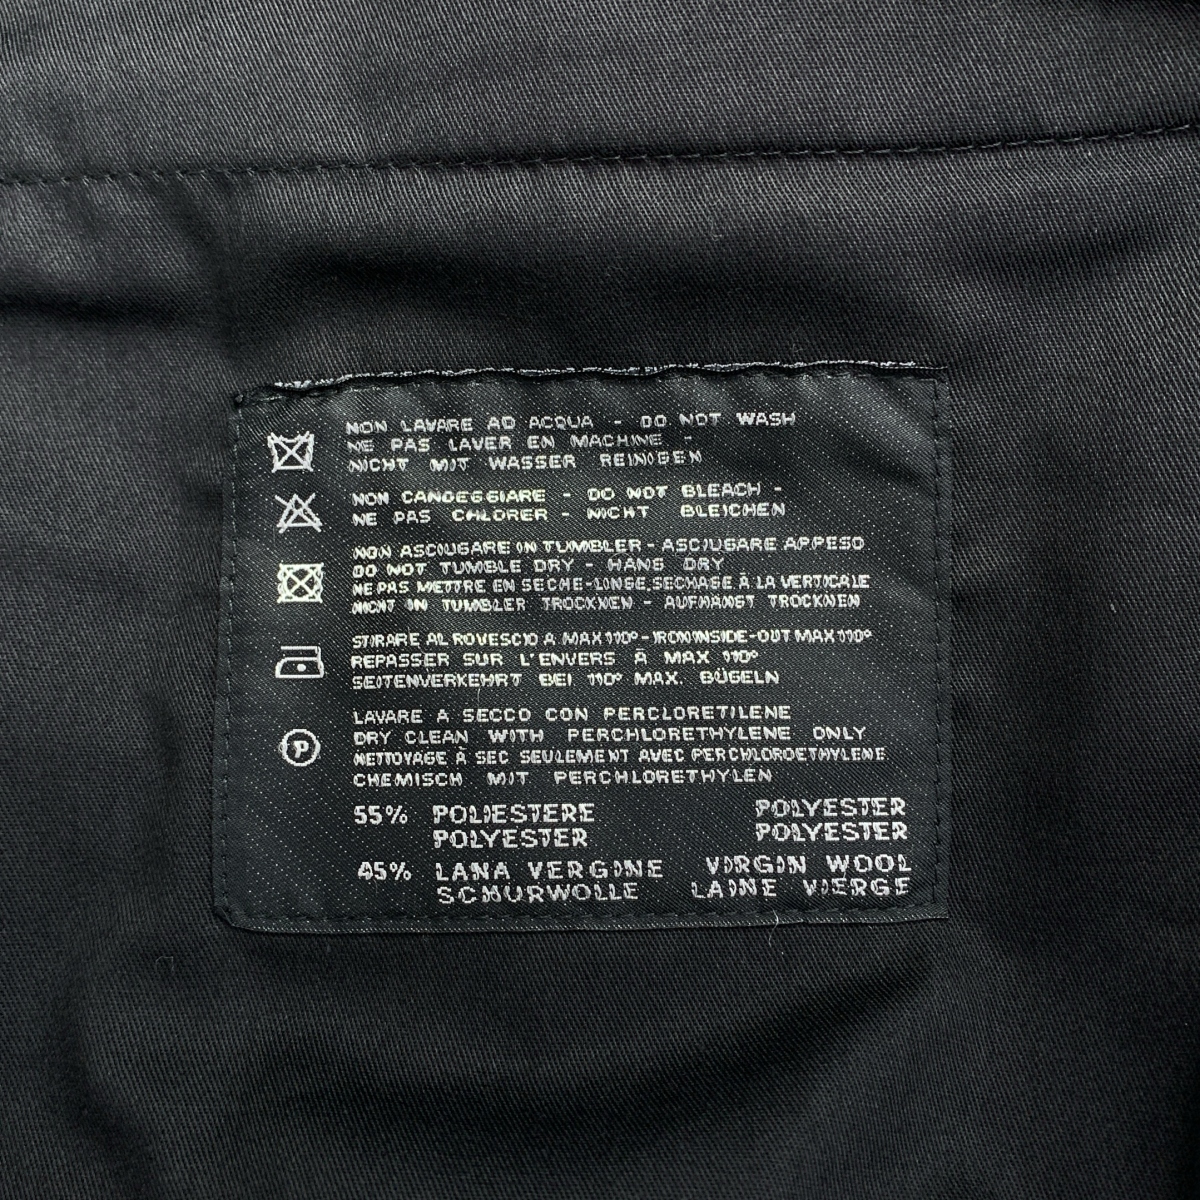 NON LAVARE AD ACQUA - DO NOT WASH
NE PAS LAVER EN MACHINE -
NICHT MIT WASSER REINIGEN
NON CANDEGGIARE - DO NOT BLEACH -
NE PAS CHLORER - NICHT BLEICHEN
NON ASCIUGARE IN TUMBLER - ASCIUGARE APPESO
DO NOT TUMBLE DRY - HANG DRY
NE PAS METTRE EN SECHE-LINGE, SECHAGE À LA VERTICALE
NICHT IN TUMBLER TROCKNEN - AUFHÄNGT TROCKNEN
STIRARE AL ROVESCIO A MAX 110° - IRON INSIDE-OUT MAX 110°
REPASSER SUR L'ENVERS À MAX 110°
SEITENVERKEHRT BEI 110° MAX. BÜGELN
P
LAVARE A SECCO CON PERCLORETILENE
DRY CLEAN WITH PERCHLORETHYLENE ONLY
NETTOYAGE À SEC SEULEMENT AVEC PERCHLOROETHYLENE
CHEMISCH MIT PERCHLORETHYLEN
55% POLIESTERE POLYESTER
POLYESTER POLYESTER
45% LANA VERGINE VIRGIN WOOL
SCHURWOLLE LAINE VIERGE